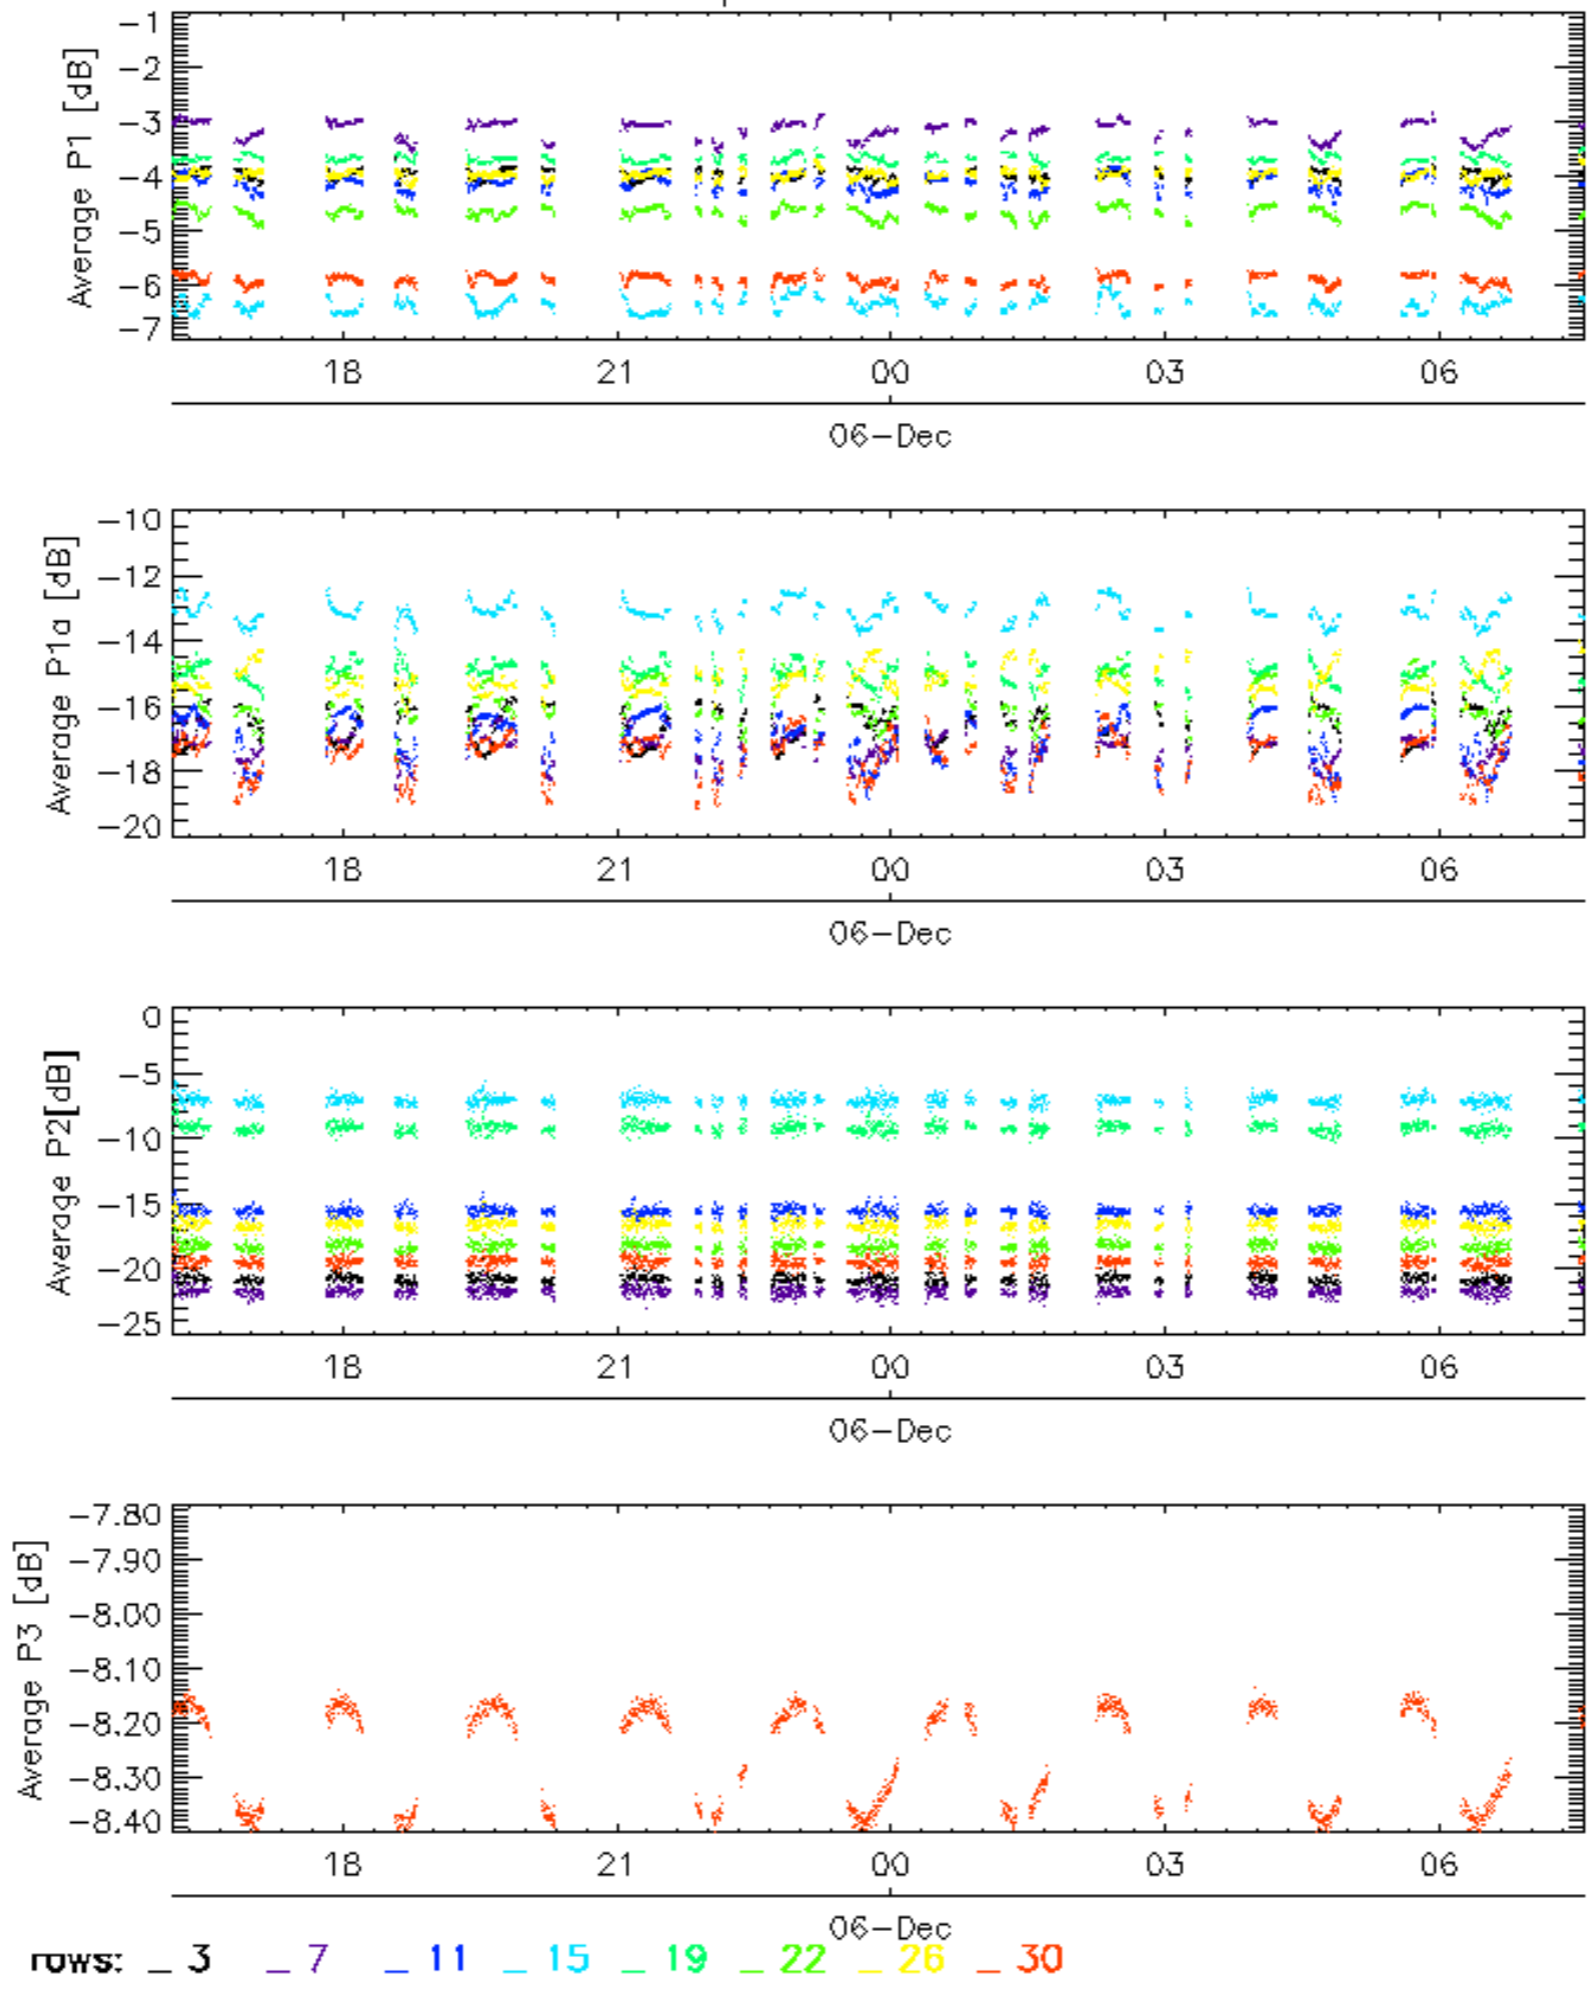 Average P1 [dB]
-1
-2
-3
-4
-5
-6
-7
18 21 00 03 06
06-Dec
Average P1a [dB]
-10
-12
-14
-16
-18
-20
18 21 00 03 06
06-Dec
Average P2[dB]
0
-5
-10
-15
-20
-25
18 21 00 03 06
06-Dec
Average P3 [dB]
-7.80
-7.90
-8.00
-8.10
-8.20
-8.30
-8.40
18 21 00 03 06
06-Dec
rows: _ 3 _ 7 _ 11 _ 15 _ 19 _ 22 _ 26 _ 30